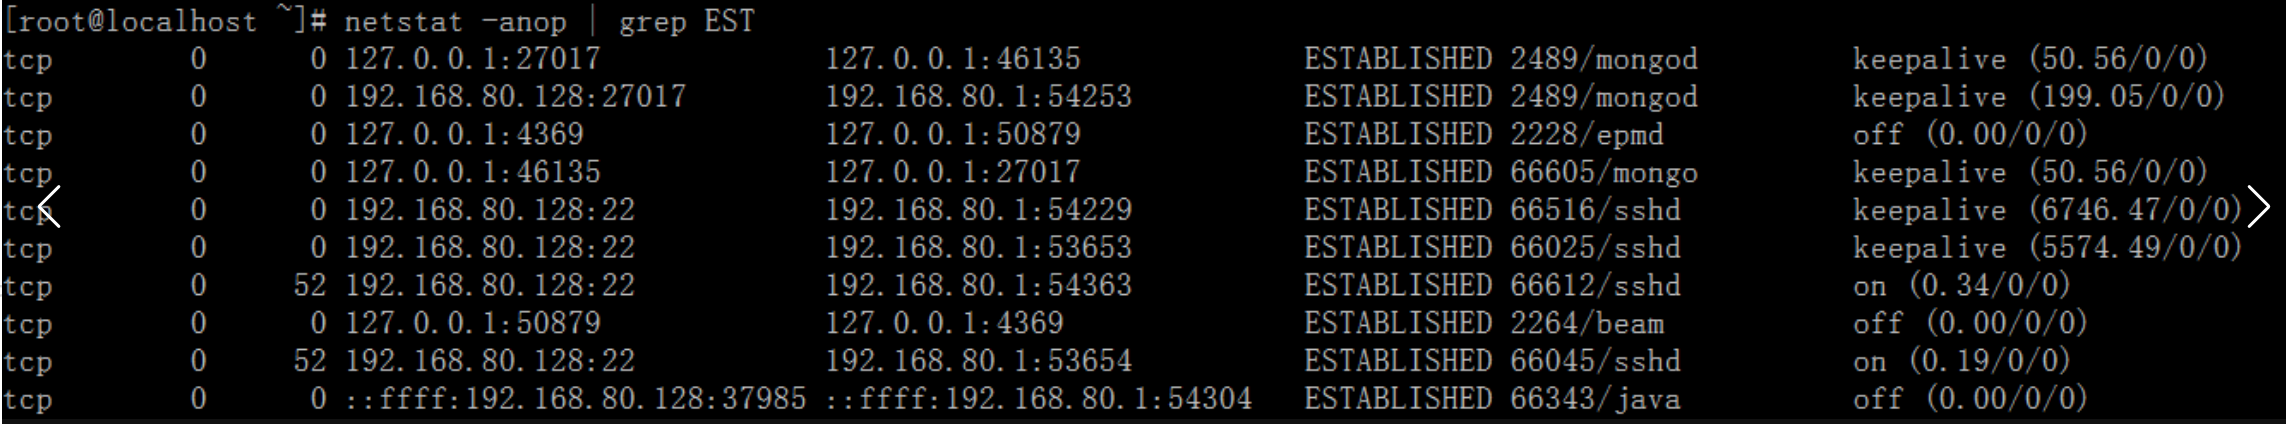 [root@localhost ~]# netstat -anop | grep EST
tcp 0 0 127.0.0.1:27017 127.0.0.1:46135 ESTABLISHED 2489/mongod keepalive (50.56/0/0)
tcp 0 0 192.168.80.128:27017 192.168.80.1:54253 ESTABLISHED 2489/mongod keepalive (199.05/0/0)
tcp 0 0 127.0.0.1:4369 127.0.0.1:50879 ESTABLISHED 2228/epmd off (0.00/0/0)
tcp 0 0 127.0.0.1:46135 127.0.0.1:27017 ESTABLISHED 66605/mongo keepalive (50.56/0/0)
tcp 0 0 192.168.80.128:22 192.168.80.1:54229 ESTABLISHED 66516/sshd keepalive (6746.47/0/0)
tcp 0 0 192.168.80.128:22 192.168.80.1:53653 ESTABLISHED 66025/sshd keepalive (5574.49/0/0)
tcp 0 52 192.168.80.128:22 192.168.80.1:54363 ESTABLISHED 66612/sshd on (0.34/0/0)
tcp 0 0 127.0.0.1:50879 127.0.0.1:4369 ESTABLISHED 2264/beam off (0.00/0/0)
tcp 0 52 192.168.80.128:22 192.168.80.1:53654 ESTABLISHED 66045/sshd on (0.19/0/0)
tcp 0 0 ::ffff:192.168.80.128:37985 ::ffff:192.168.80.1:54304 ESTABLISHED 66343/java off (0.00/0/0)